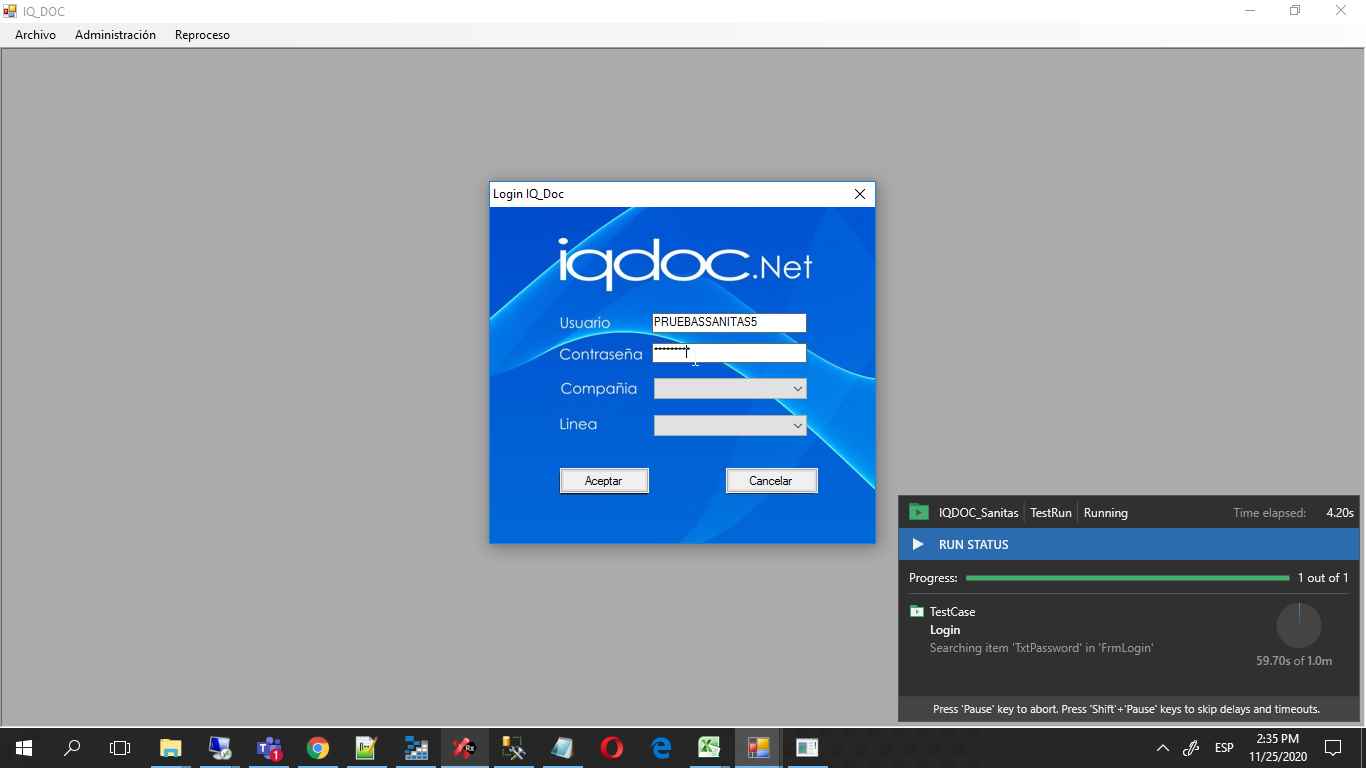 IQ_DOC
Archivo Administración Reproceso
Login IQ_Doc
iqdoc.Net
Usuario PRUEBASSANITAS5
Contraseña *********
Compañia
Linea
Aceptar Cancelar
IQDOC_Sanitas TestRun Running Time elapsed: 4.20s
RUN STATUS
Progress: 1 out of 1
TestCase
Login
Searching item 'TxtPassword' in 'FrmLogin'
59.70s of 1.0m
Press 'Pause' key to abort. Press 'Shift'+'Pause' keys to skip delays and timeouts.
1
Rx
ESP
2:35 PM
11/25/2020